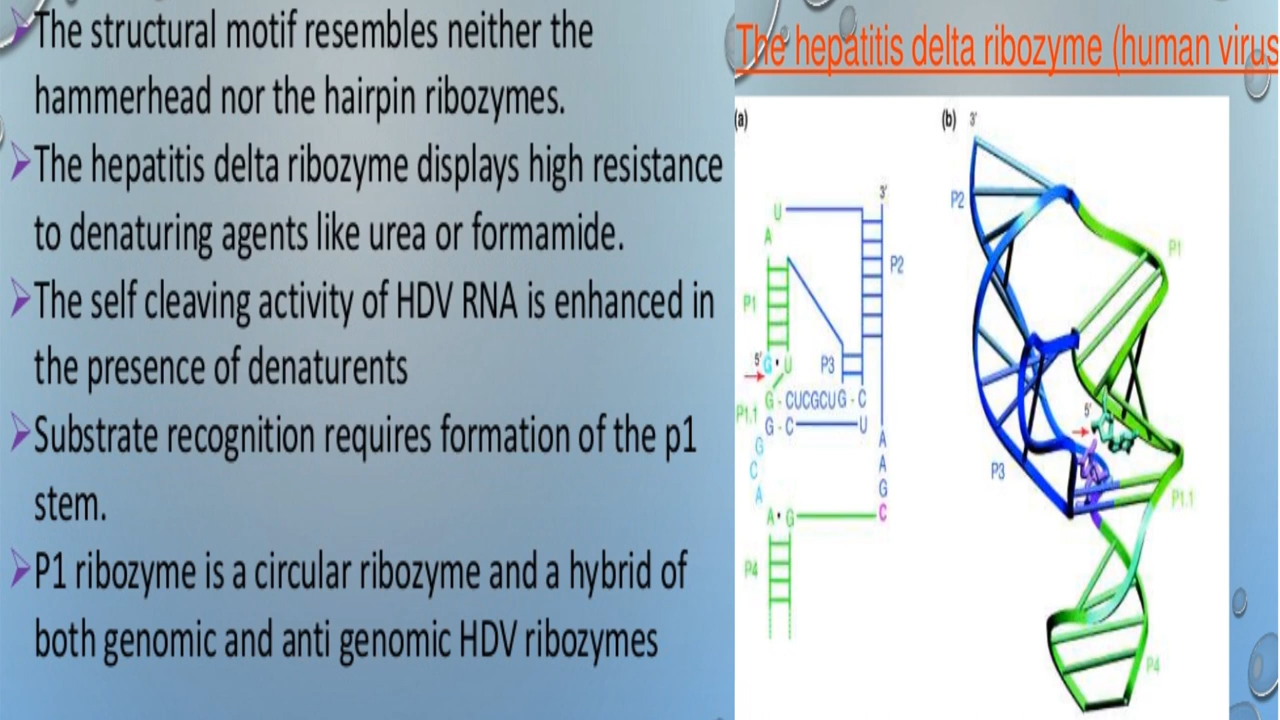 The structural motif resembles neither the
hammerhead nor the hairpin ribozymes.
The hepatitis delta ribozyme displays high resistance
to denaturing agents like urea or formamide.
The self cleaving activity of HDV RNA is enhanced in
the presence of denaturents
Substrate recognition requires formation of the p1
stem.
P1 ribozyme is a circular ribozyme and a hybrid of
both genomic and anti genomic HDV ribozymes
The hepatitis delta ribozyme (human virus
(a)
3'
U
A
P2
P1
5' G • U
P3
G - CUCGCUG - C
P1.1
G - C U
G
C
A
A
A
G
C
A • G
P4
(b) 3'
P2
P1
5'
P3
P1.1
P4